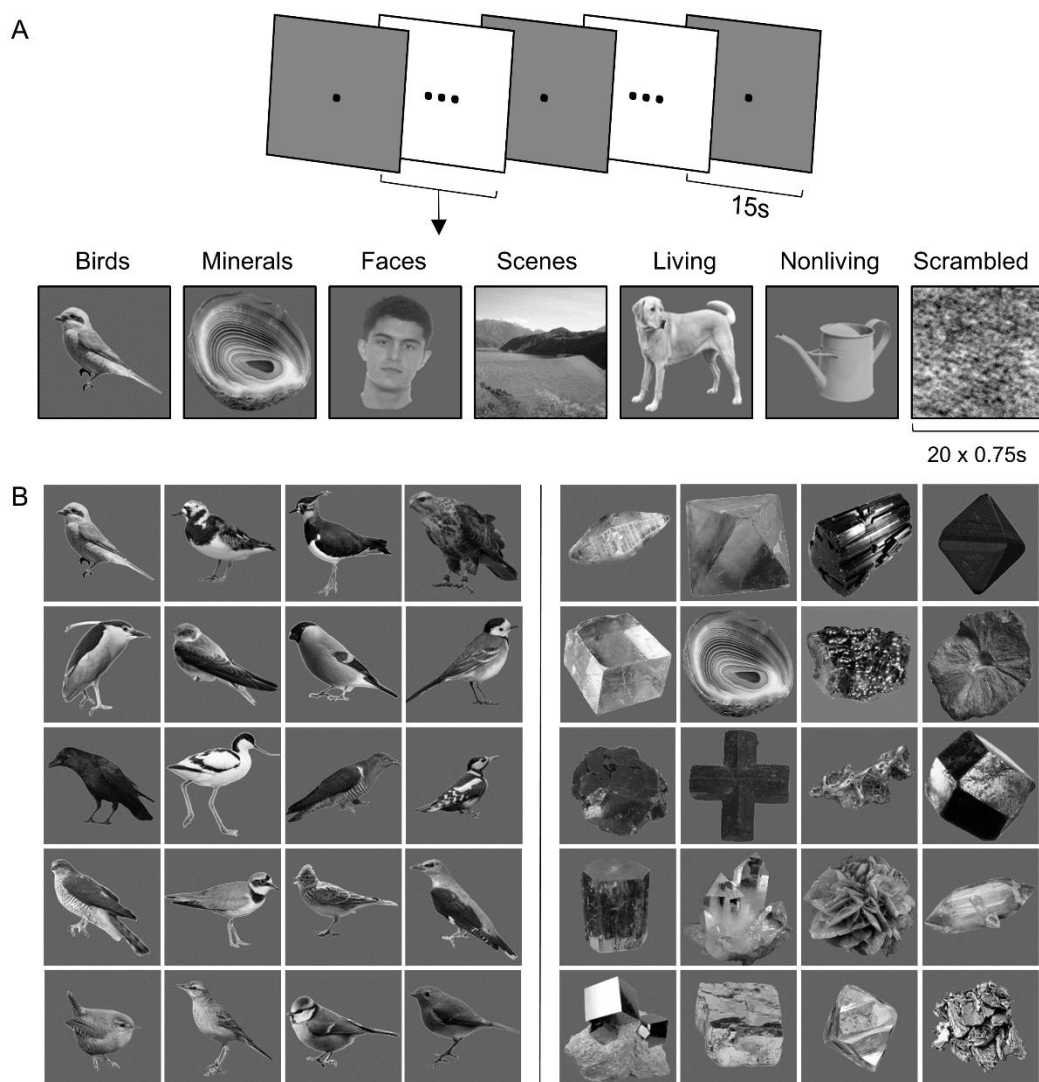 A
15s
Birds Minerals Faces Scenes Living Nonliving Scrambled
20 x 0.75s
B